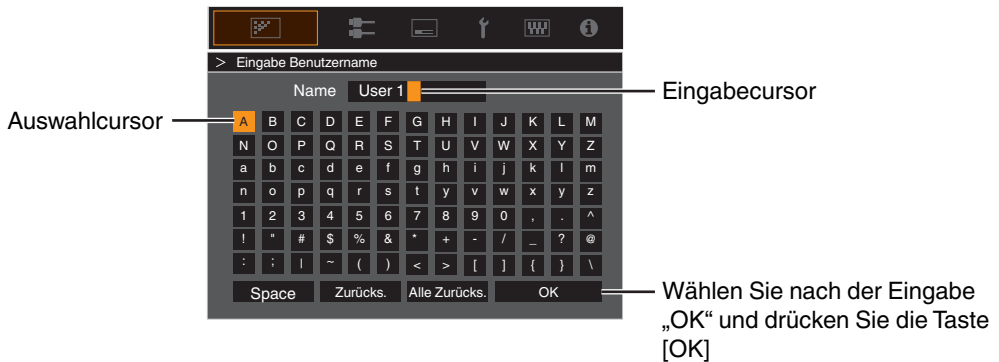 > Eingabe Benutzername
Name User 1
Eingabecursor
Auswahlcursor
A B C D E F G H I J K L M
N O P Q R S T U V W X Y Z
a b c d e f g h i j k l m
n o p q r s t y v w x y z
1 2 3 4 5 6 7 8 9 0 , . ^
! " # $ % & * + - / _ ? @
: ; | ~ ( ) < > [ ] { } \
Space Zurücks. Alle Zurücks. OK
Wählen Sie nach der Eingabe
„OK“ und drücken Sie die Taste
[OK]